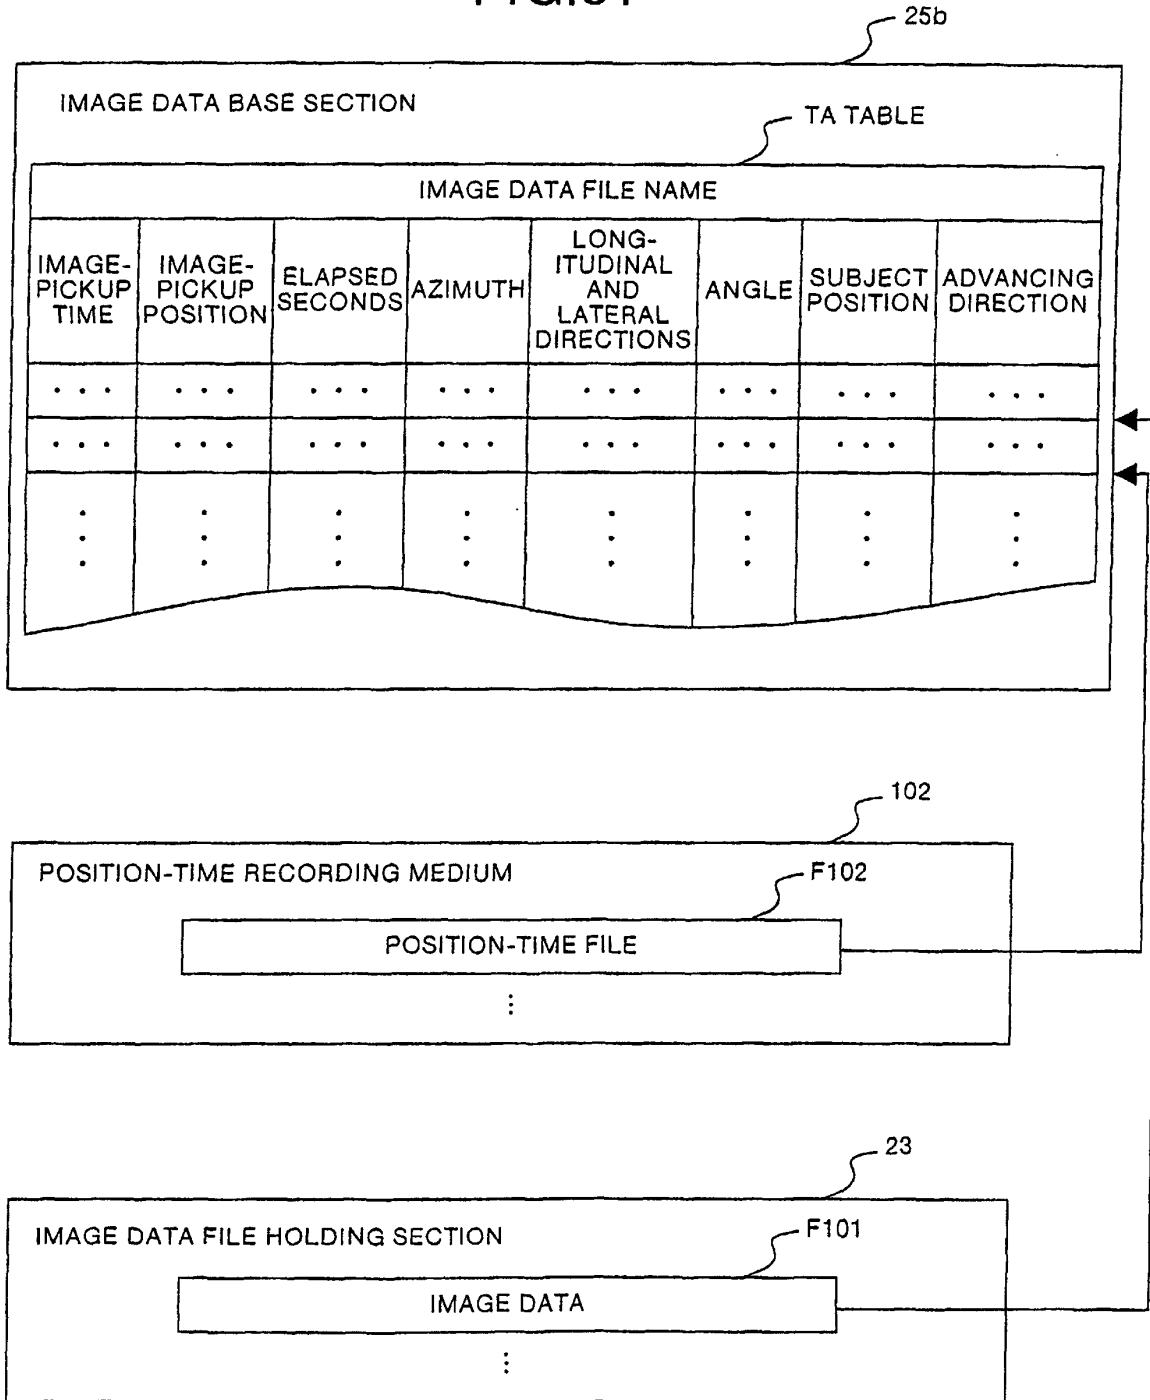 25b
IMAGE DATA BASE SECTION
TA TABLE
IMAGE DATA FILE NAME
IMAGE-
PICKUP
TIME
IMAGE-
PICKUP
POSITION
ELAPSED
SECONDS
AZIMUTH
LONG-
ITUDINAL
AND
LATERAL
DIRECTIONS
ANGLE
SUBJECT
POSITION
ADVANCING
DIRECTION
102
POSITION-TIME RECORDING MEDIUM
F102
POSITION-TIME FILE
23
IMAGE DATA FILE HOLDING SECTION
F101
IMAGE DATA